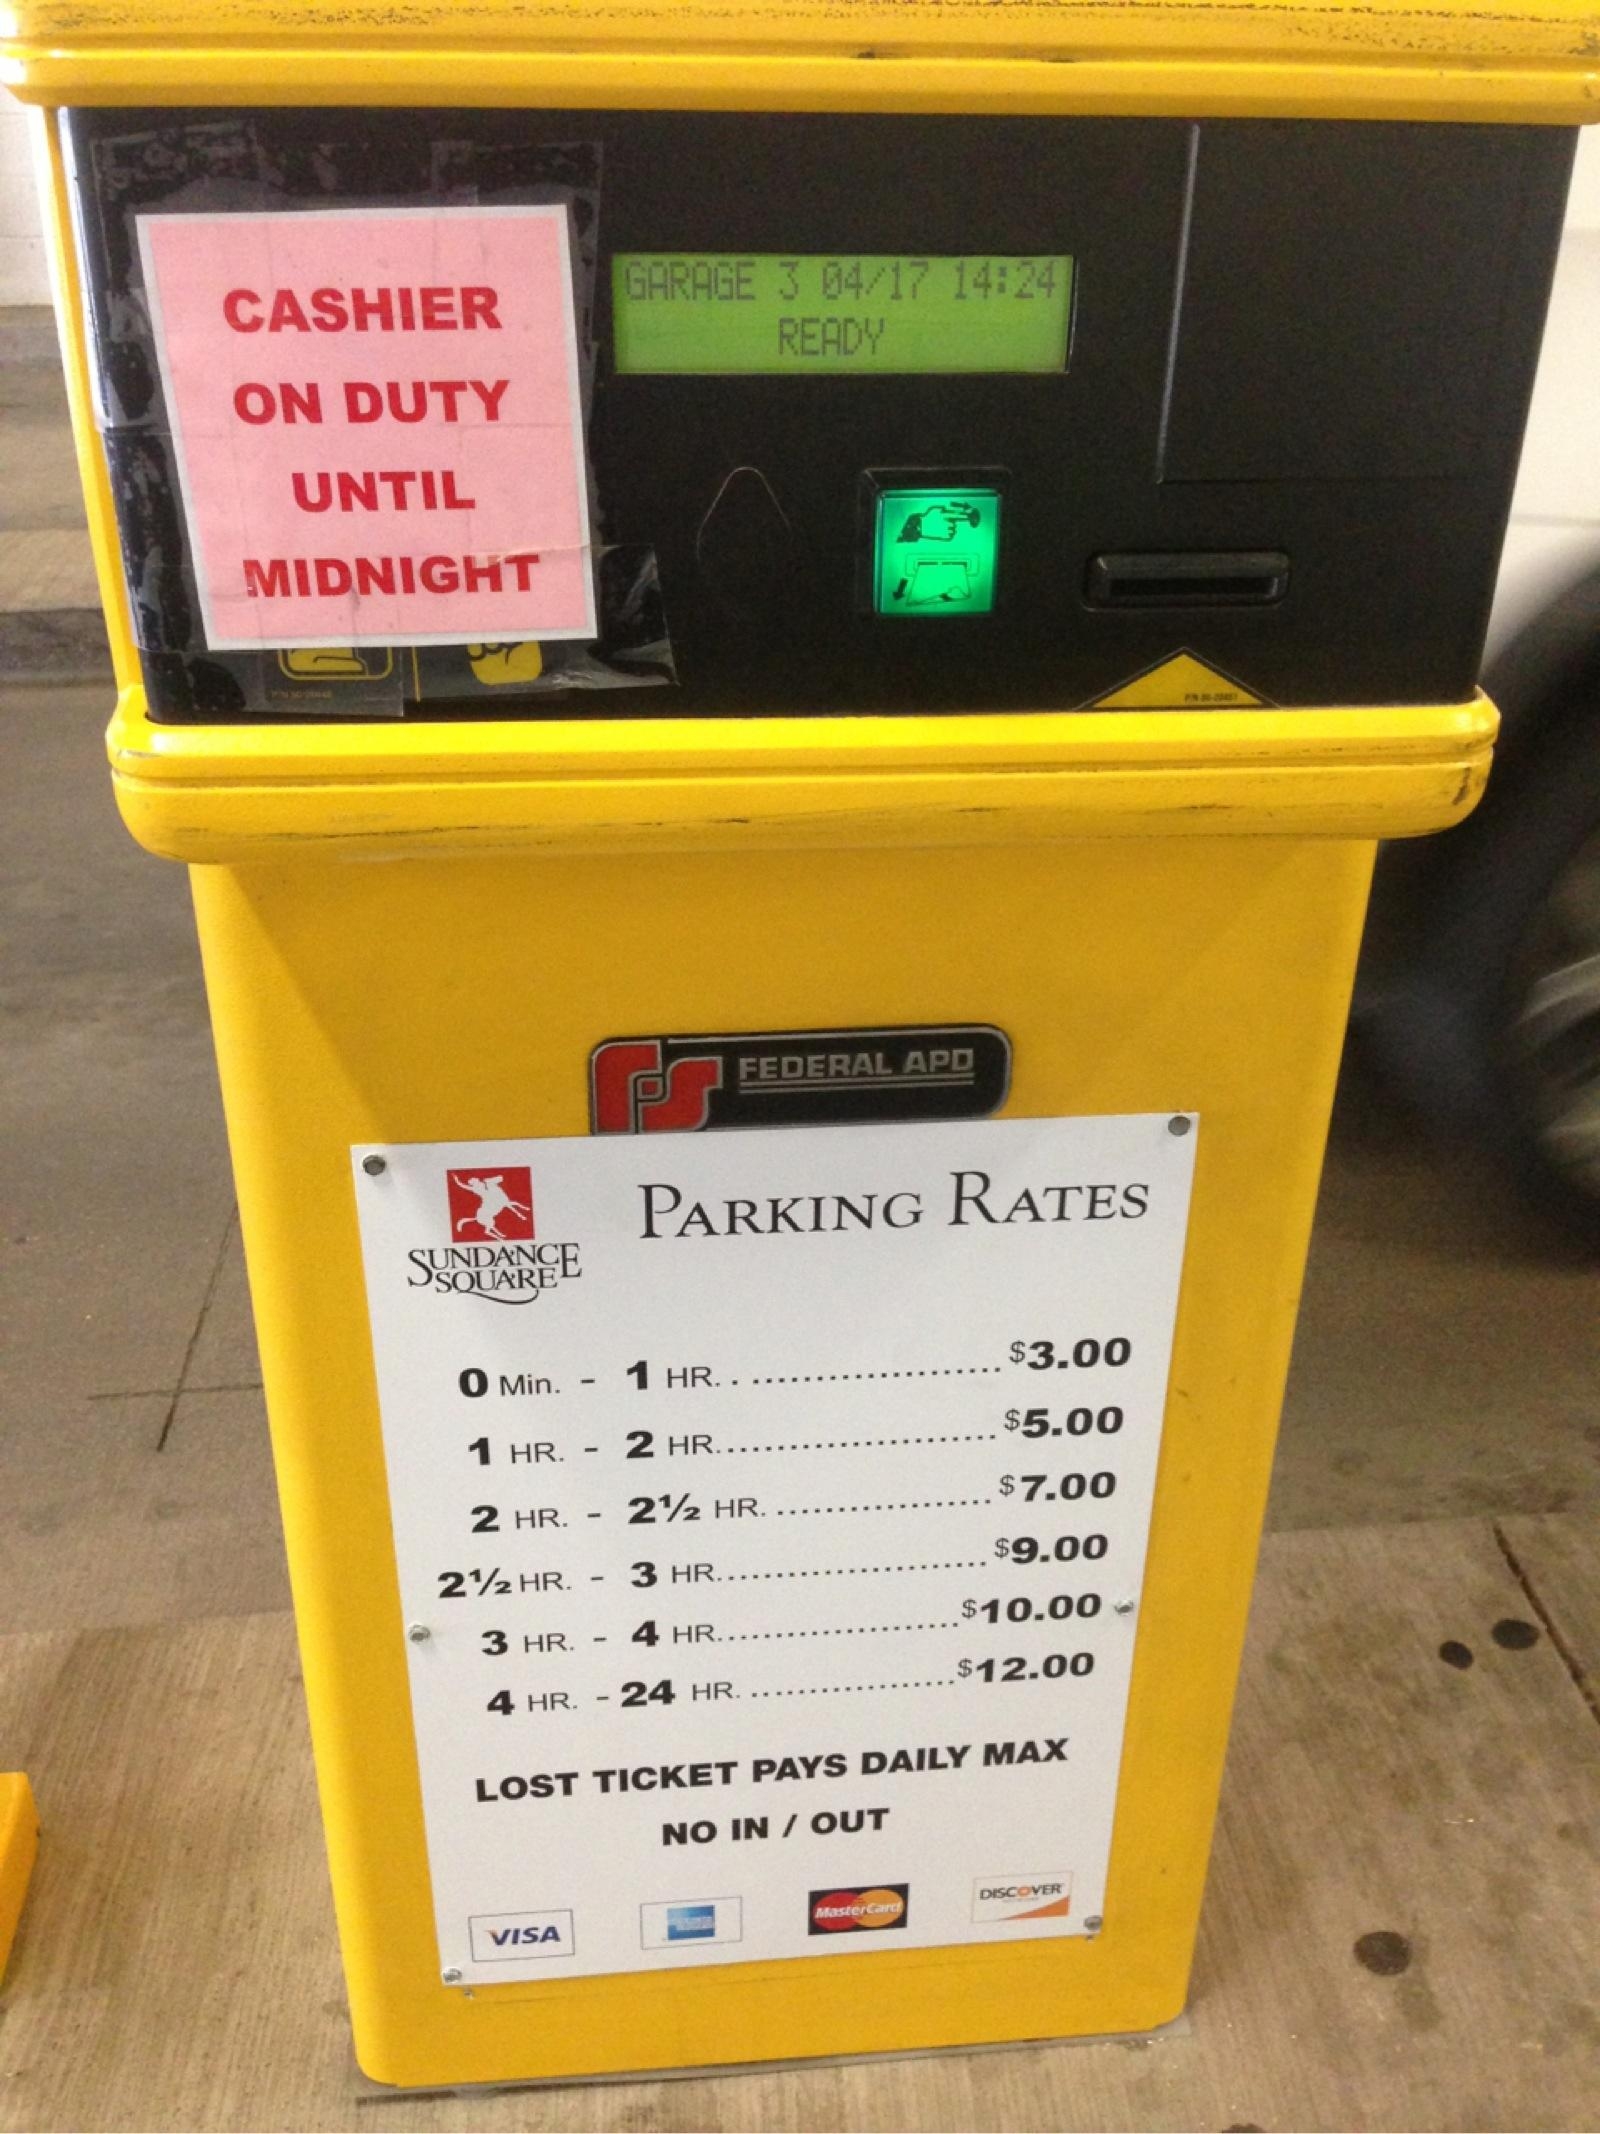 CASHIER
ON DUTY
UNTIL
MIDNIGHT
GARAGE 3 04/17 14:24
READY
P/N 50-20451
FEDERAL APD
SUNDANCE
SQUARE
PARKING RATES
0 Min. - 1 HR. . ..................... $3.00
1 HR. - 2 HR. ....................... $5.00
2 HR. - 2½ HR. .................. $7.00
2½ HR. - 3 HR. ...................... $9.00
3 HR. - 4 HR. .................... $10.00
4 HR. - 24 HR. ................. $12.00
LOST TICKET PAYS DAILY MAX
NO IN / OUT
VISA
MasterCard
DISCOVER